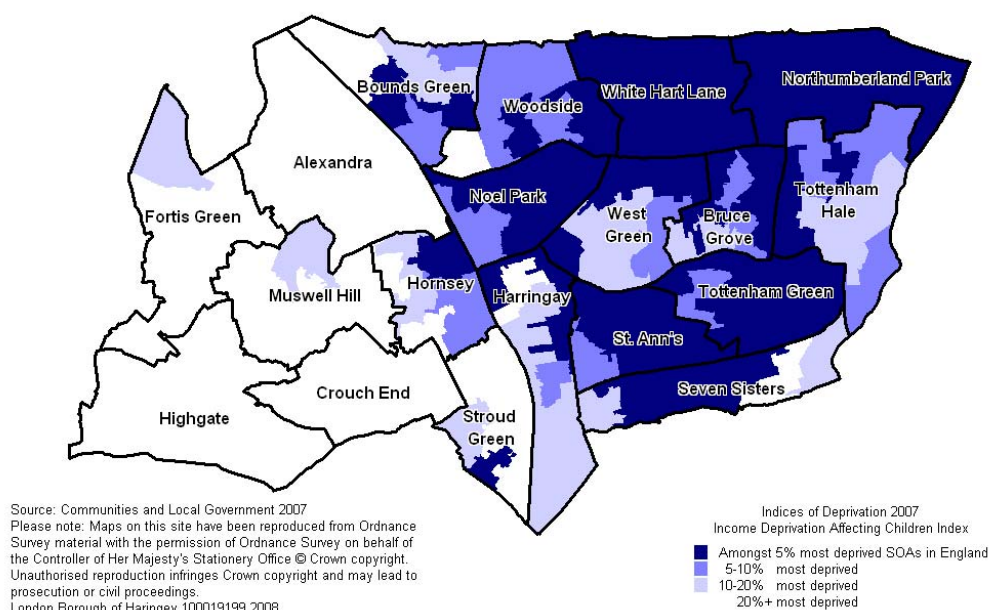 Bounds Green
Woodside
White Hart Lane
Northumberland Park
Alexandra
Fortis Green
Noel Park
West
Green
Bruce
Grove
Tottenham
Hale
Muswell Hill
Hornsey
Harringay
Tottenham Green
St. Ann's
Seven Sisters
Highgate
Crouch End
Stroud
Green
Source: Communities and Local Government 2007
Please note: Maps on this site have been reproduced from Ordnance
Survey material with the permission of Ordnance Survey on behalf of
the Controller of Her Majesty's Stationery Office © Crown copyright.
Unauthorised reproduction infringes Crown copyright and may lead to
prosecution or civil proceedings.
London Borough of Haringey 100019199 2008
Indices of Deprivation 2007
Income Deprivation Affecting Children Index
Amongst 5% most deprived SOAs in England
5-10% most deprived
10-20% most deprived
20%+ most deprived